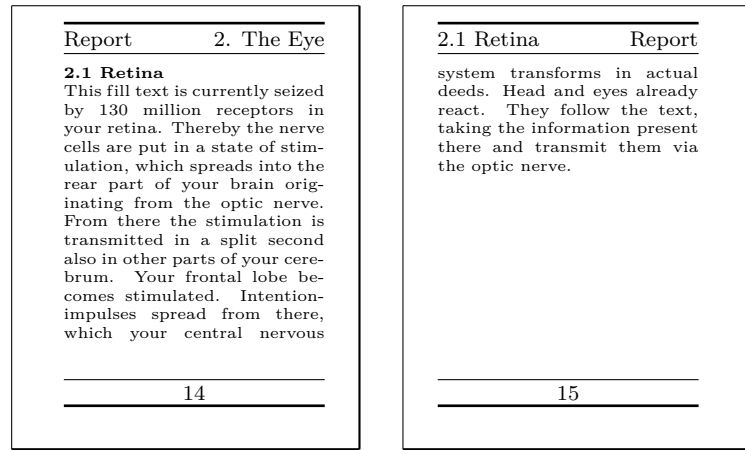 Report 2. The Eye
2.1 Retina
This fill text is currently seized
by 130 million receptors in
your retina. Thereby the nerve
cells are put in a state of stim-
ulation, which spreads into the
rear part of your brain orig-
inating from the optic nerve.
From there the stimulation is
transmitted in a split second
also in other parts of your cere-
brum. Your frontal lobe be-
comes stimulated. Intention-
impulses spread from there,
which your central nervous
14
2.1 Retina Report
system transforms in actual
deeds. Head and eyes already
react. They follow the text,
taking the information present
there and transmit them via
the optic nerve.
15